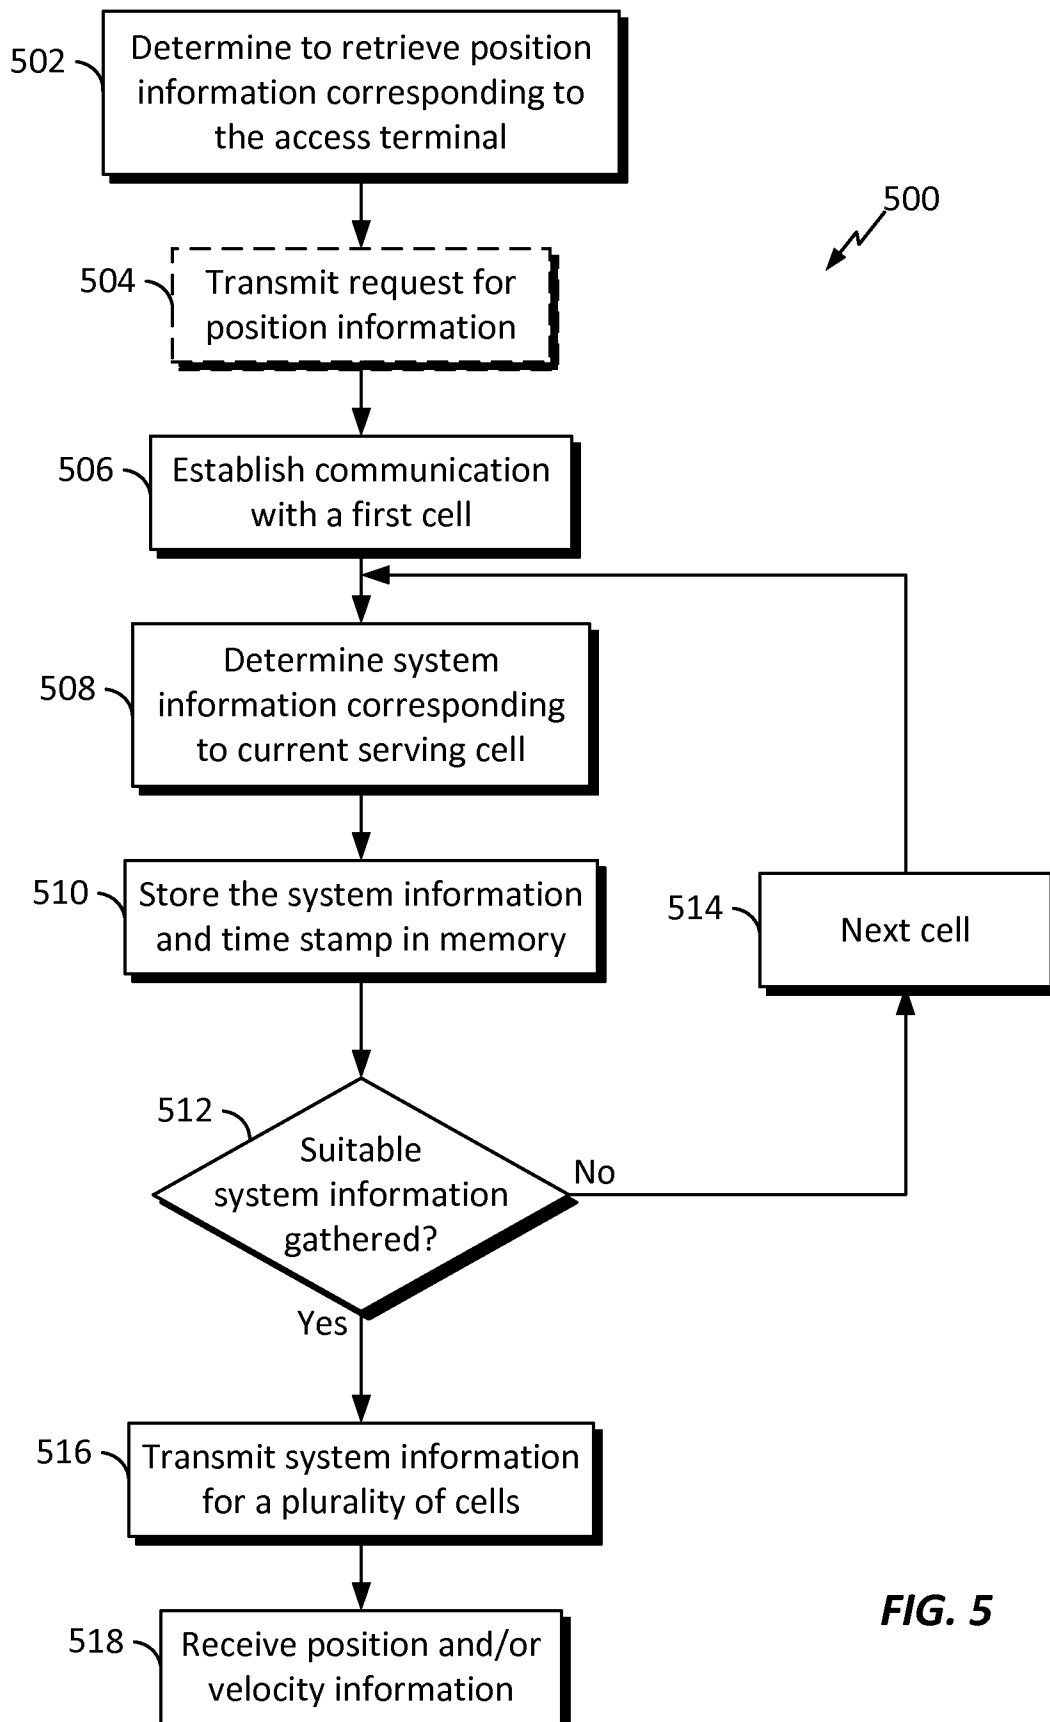 502
Determine to retrieve position
information corresponding to
the access terminal
500
504
Transmit request for
position information
506
Establish communication
with a first cell
508
Determine system
information corresponding
to current serving cell
510
Store the system information
and time stamp in memory
514
Next cell
512
Suitable
system information
gathered?
No
Yes
516
Transmit system information
for a plurality of cells
518
Receive position and/or
velocity information
FIG. 5